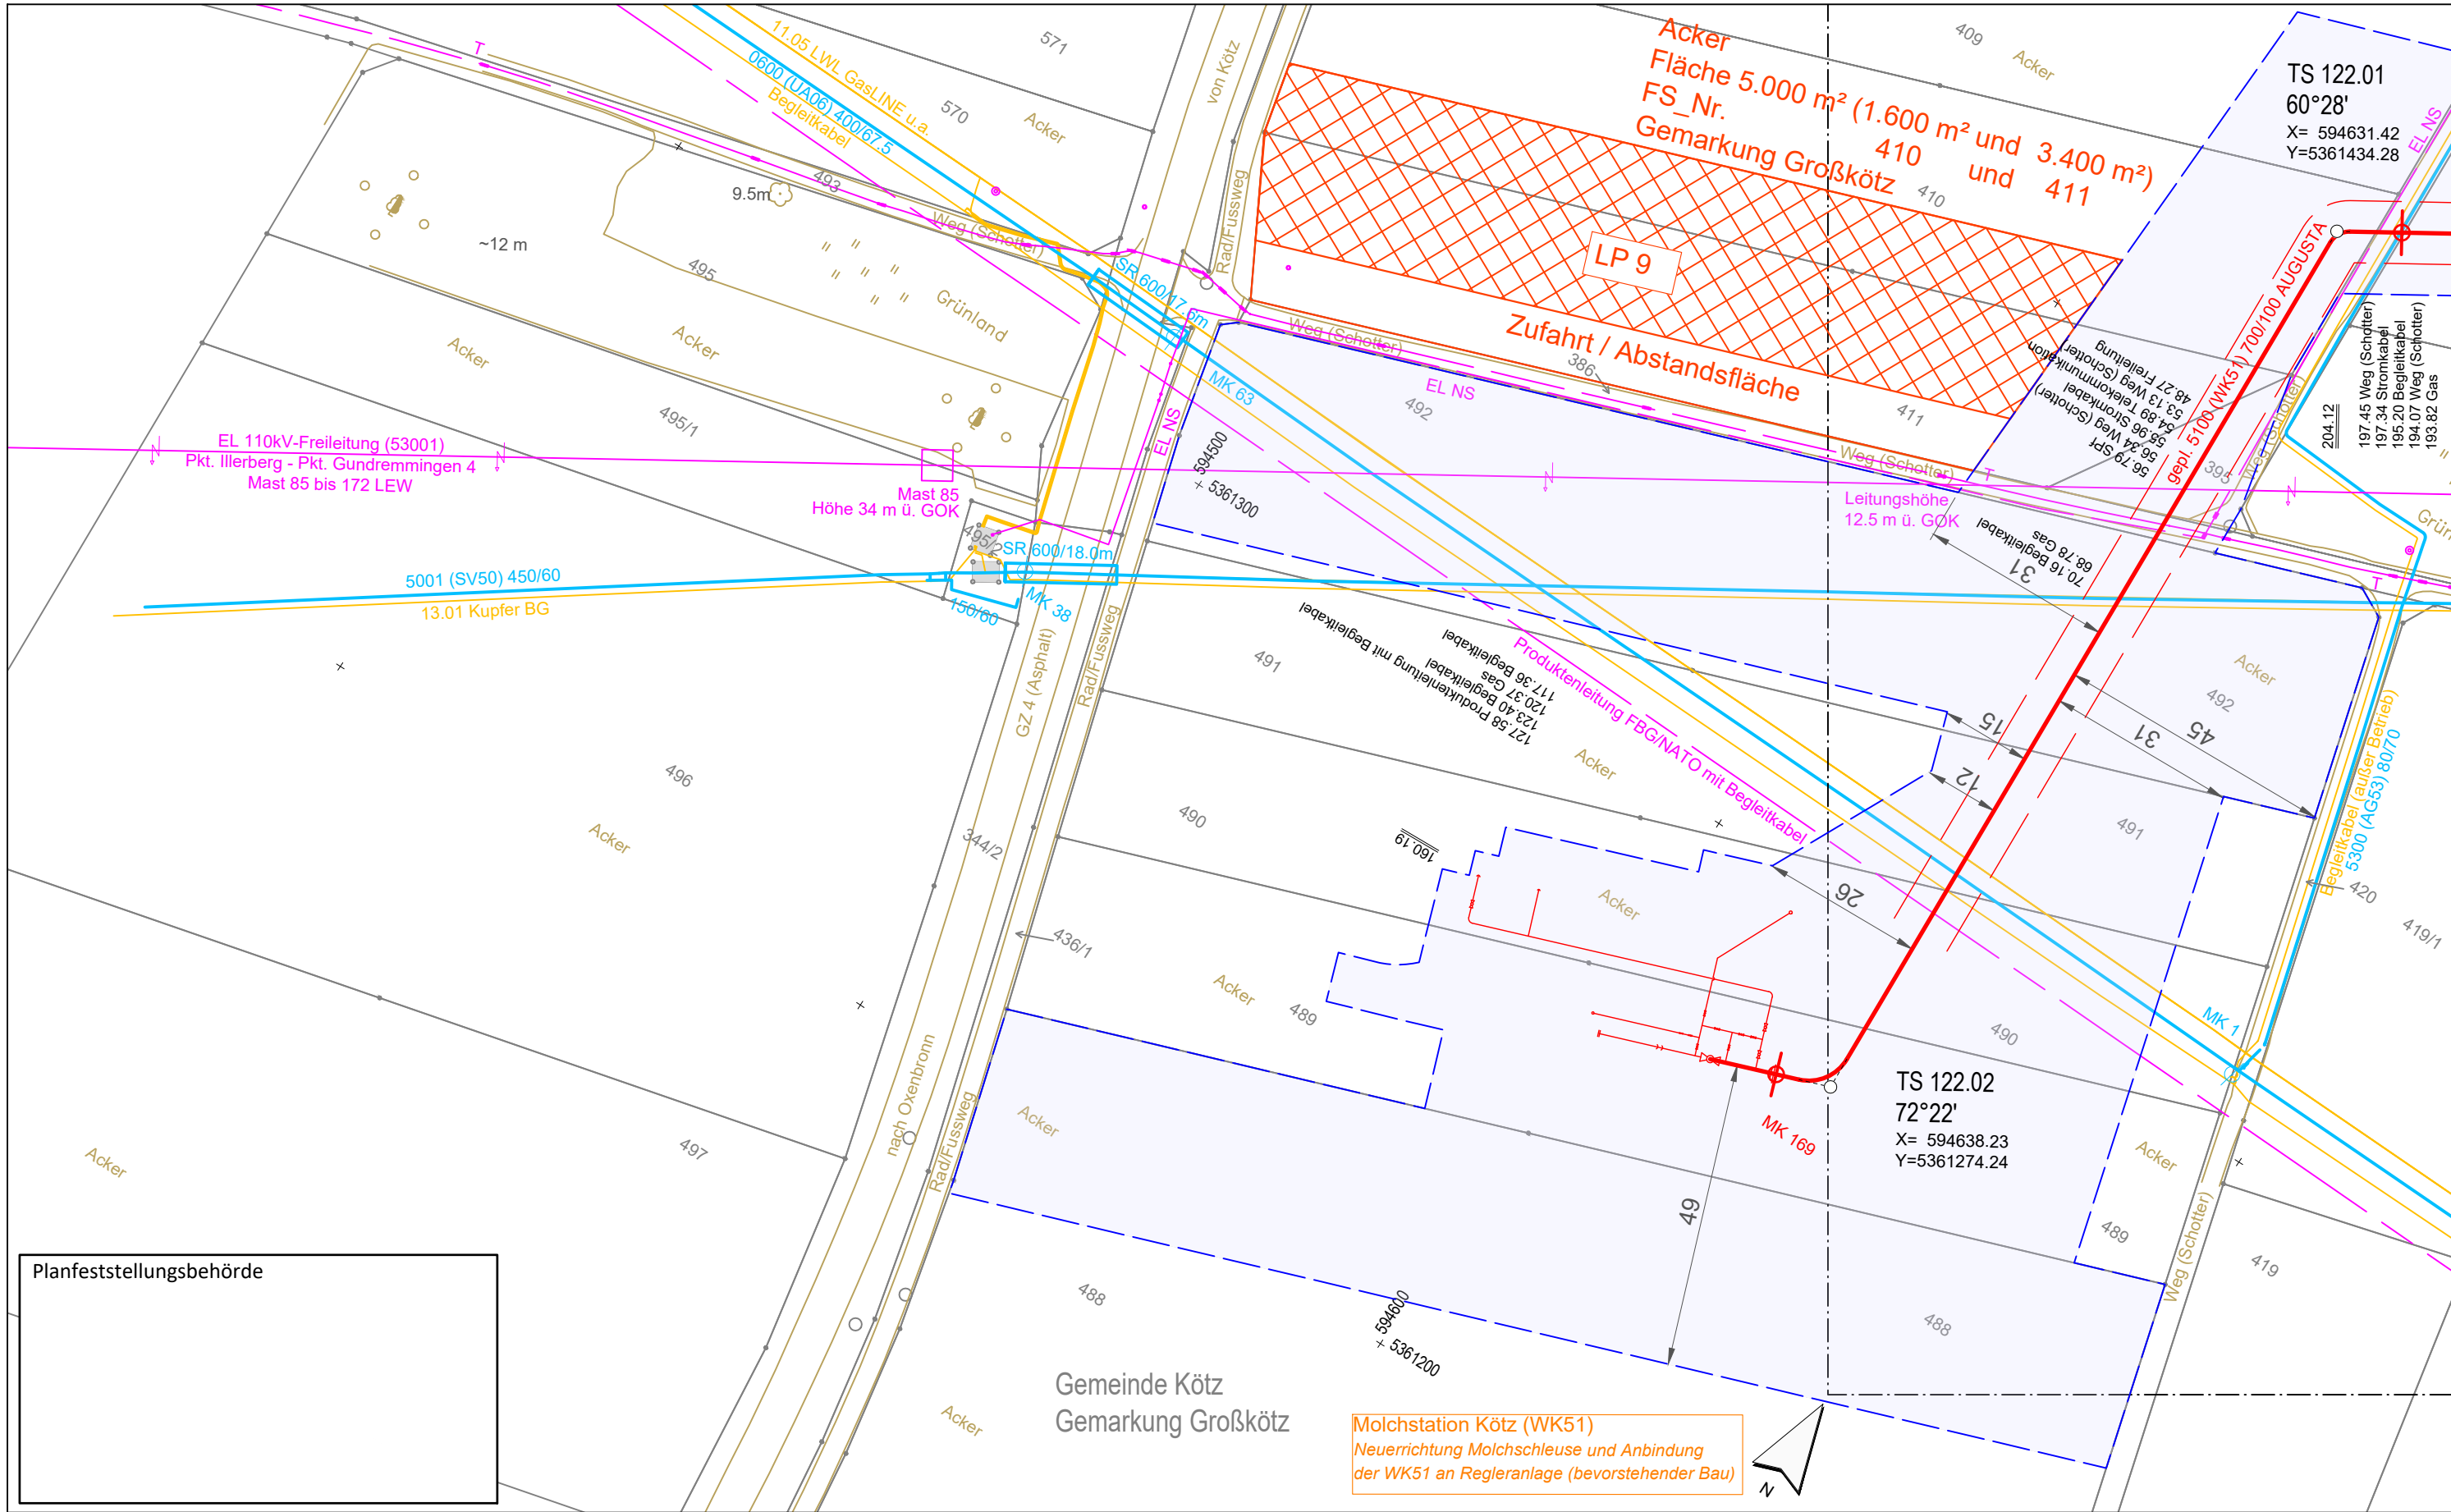 11.05 LWL GasLINE u.a.
0600 (UA06) 400/67.5
Begleitkabel
T
571
570
Acker
von Kötz
Rad/Fussweg
Acker
Fläche 5.000 m² (1.600 m² und 3.400 m²)
FS_Nr. 410 und 411
Gemarkung Großkötz
409
Acker
410
TS 122.01
60°28'
X= 594631.42
Y=5361434.28
EL NS
493
9.5m
~12 m
Weg (Schotter)
495
Grünland
Acker
Acker
495/1
SR 600/17.5m
MK 63
LP 9
Zufahrt / Abstandsfläche
Weg (Schotter)
386
EL NS
492
411
Weg (Schotter)
T
48.27 Freileitung
53.13 Weg (Schotter)
54.89 Telekommunikation
55.96 Stromkabel
56.24 Weg (Schotter)
56.79 SPF
gepl. 5100 (WK51) 700/100 AUGUSTA
204.12
197.45 Weg (Schotter)
197.34 Stromkabel
195.20 Begleitkabel
194.07 Weg (Schotter)
193.82 Gas
Weg (Schotter)
395
EL 110kV-Freileitung (53001)
Pkt. Illerberg - Pkt. Gundremmingen 4
Mast 85 bis 172 LEW
Mast 85
Höhe 34 m ü. GOK
EL NS
594500
5361300
Leitungshöhe
12.5 m ü. GOK
68.78 Gas
70.16 Begleitkabel
31
T
495/2
SR 600/18.0m
5001 (SV50) 450/60
13.01 Kupfer BG
150/60
MK 38
GZ 4 (Asphalt)
Rad/Fussweg
491
117.36 Begleitkabel
120.37 Gas
123.40 Begleitkabel
127.58 Produktenleitung mit Begleitkabel
Produktenleitung FBG/NATO mit Begleitkabel
Acker
Acker
492
15
31
45
12
491
Begleitkabel (außer Betrieb)
5300 (AG53) 80/70
420
419/1
496
Acker
344/2
490
160.19
Acker
26
436/1
Acker
489
490
MK 1
nach Oxenbronn
Rad/Fussweg
Acker
497
Acker
MK 169
TS 122.02
72°22'
X= 594638.23
Y=5361274.24
Acker
49
489
Weg (Schotter)
419
488
488
594600
5361200
Planfeststellungsbehörde
Gemeinde Kötz
Gemarkung Großkötz
Acker
Molchstation Kötz (WK51)
Neuerrichtung Molchschleuse und Anbindung
der WK51 an Regleranlage (bevorstehender Bau)
N